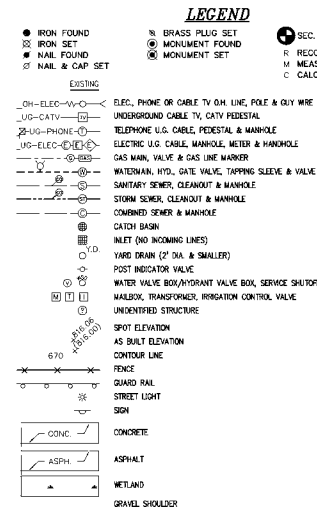 LEGEND
IRON FOUND
BRASS PLUG SET
SEC.
IRON SET
MONUMENT FOUND
NAIL FOUND
MONUMENT SET
R RECO
NAIL & CAP SET
M MEAS
C CALC
EXISTING
OH-ELEC ELEC., PHONE OR CABLE TV O.H. LINE, POLE & GUY WIRE
UG-CATV TV UNDERGROUND CABLE TV, CATV PEDESTAL
UG-PHONE T TELEPHONE U.G. CABLE, PEDESTAL & MANHOLE
UG-ELEC E E E ELECTRIC U.G. CABLE, MANHOLE, METER & HANDHOLE
G GAS GAS MAIN, VALVE & GAS LINE MARKER
W WATERMAIN, HYD., GATE VALVE, TAPPING SLEEVE & VALVE
S SANITARY SEWER, CLEANOUT & MANHOLE
ST STORM SEWER, CLEANOUT & MANHOLE
C COMBINED SEWER & MANHOLE
CATCH BASIN
INLET (NO INCOMING LINES)
Y.D. YARD DRAIN (2' DIA. & SMALLER)
POST INDICATOR VALVE
V WATER VALVE BOX/HYDRANT VALVE BOX, SERVICE SHUTOF
M T MAILBOX, TRANSFORMER, IRRIGATION CONTROL VALVE
? UNIDENTIFIED STRUCTURE
816.06 SPOT ELEVATION
(816.00) AS BUILT ELEVATION
670 CONTOUR LINE
FENCE
GUARD RAIL
STREET LIGHT
SIGN
CONC. CONCRETE
ASPH. ASPHALT
WETLAND
GRAVEL SHOULDER